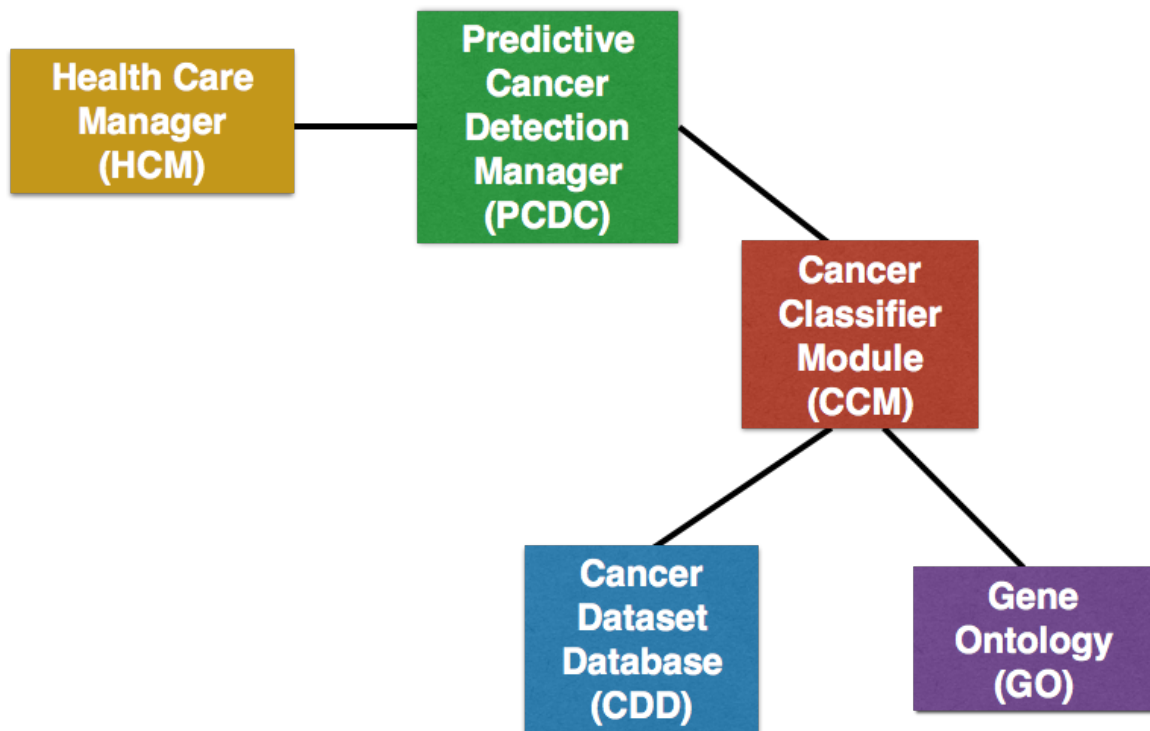 Health Care
Manager
(HCM)
Predictive
Cancer
Detection
Manager
(PCDC)
Cancer
Classifier
Module
(CCM)
Cancer
Dataset
Database
(CDD)
Gene
Ontology
(GO)